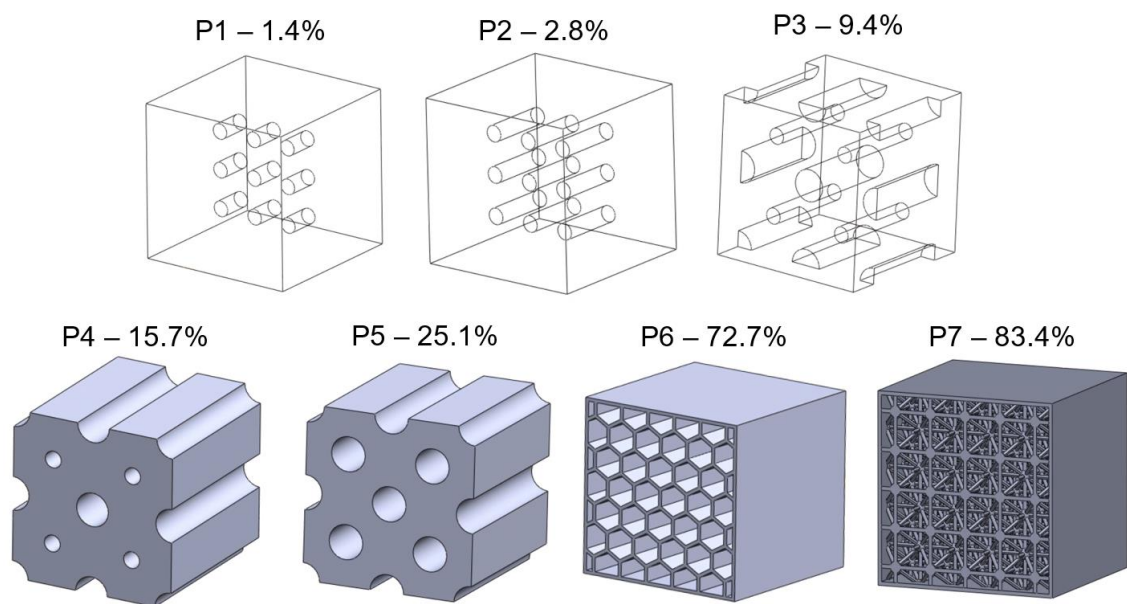 P1 – 1.4%
P2 – 2.8%
P3 – 9.4%
P4 – 15.7%
P5 – 25.1%
P6 – 72.7%
P7 – 83.4%